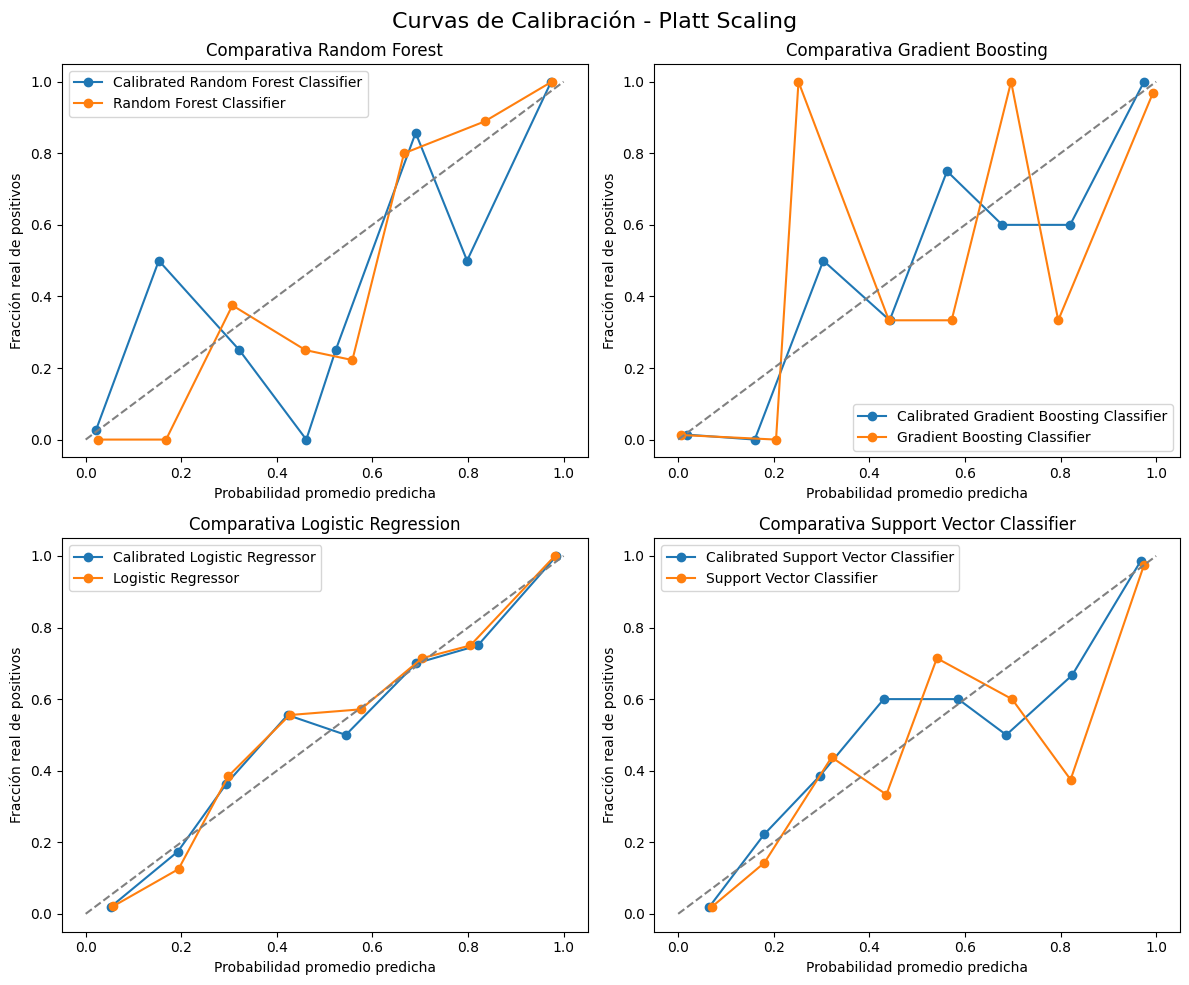 Curvas de Calibración - Platt Scaling
Comparativa Random Forest
Calibrated Random Forest Classifier
Random Forest Classifier
Fracción real de positivos
1.0
0.8
0.6
0.4
0.2
0.0
0.0 0.2 0.4 0.6 0.8 1.0
Probabilidad promedio predicha
Comparativa Gradient Boosting
Fracción real de positivos
1.0
0.8
0.6
0.4
0.2
0.0
Calibrated Gradient Boosting Classifier
Gradient Boosting Classifier
0.0 0.2 0.4 0.6 0.8 1.0
Probabilidad promedio predicha
Comparativa Logistic Regression
Calibrated Logistic Regressor
Logistic Regressor
Fracción real de positivos
1.0
0.8
0.6
0.4
0.2
0.0
0.0 0.2 0.4 0.6 0.8 1.0
Probabilidad promedio predicha
Comparativa Support Vector Classifier
Calibrated Support Vector Classifier
Support Vector Classifier
Fracción real de positivos
1.0
0.8
0.6
0.4
0.2
0.0
0.0 0.2 0.4 0.6 0.8 1.0
Probabilidad promedio predicha